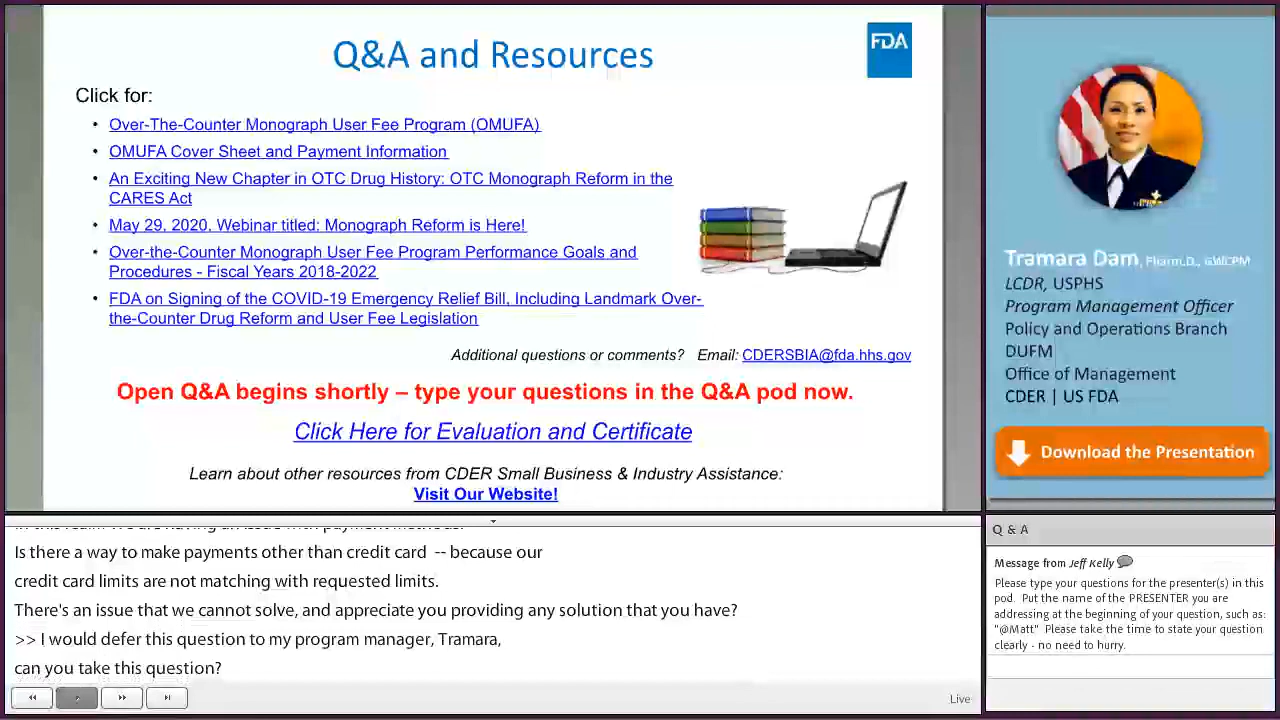 Q&A and Resources
FDA
Click for:
• Over-The-Counter Monograph User Fee Program (OMUFA)
• OMUFA Cover Sheet and Payment Information
• An Exciting New Chapter in OTC Drug History: OTC Monograph Reform in the
CARES Act
• May 29, 2020, Webinar titled: Monograph Reform is Here!
• Over-the-Counter Monograph User Fee Program Performance Goals and
Procedures - Fiscal Years 2018-2022
• FDA on Signing of the COVID-19 Emergency Relief Bill, Including Landmark Over-
the-Counter Drug Reform and User Fee Legislation
Additional questions or comments? Email: CDERSBIA@fda.hhs.gov
Open Q&A begins shortly – type your questions in the Q&A pod now.
Click Here for Evaluation and Certificate
Learn about other resources from CDER Small Business & Industry Assistance:
Visit Our Website!
Tramara Dam, Pharm.D.,
LCDR, USPHS
Program Management Officer
Policy and Operations Branch
DUFM
Office of Management
CDER | US FDA
Download the Presentation
Is there a way to make payments other than credit card -- because our
credit card limits are not matching with requested limits.
There's an issue that we cannot solve, and appreciate you providing any solution that you have?
>> I would defer this question to my program manager, Tramara,
can you take this question?
Live
Q & A
Message from Jeff Kelly
Please type your questions for the presenter(s) in this
pod. Put the name of the PRESENTER you are
addressing at the beginning of your question, such as:
"@Matt" Please take the time to state your question
clearly - no need to hurry.